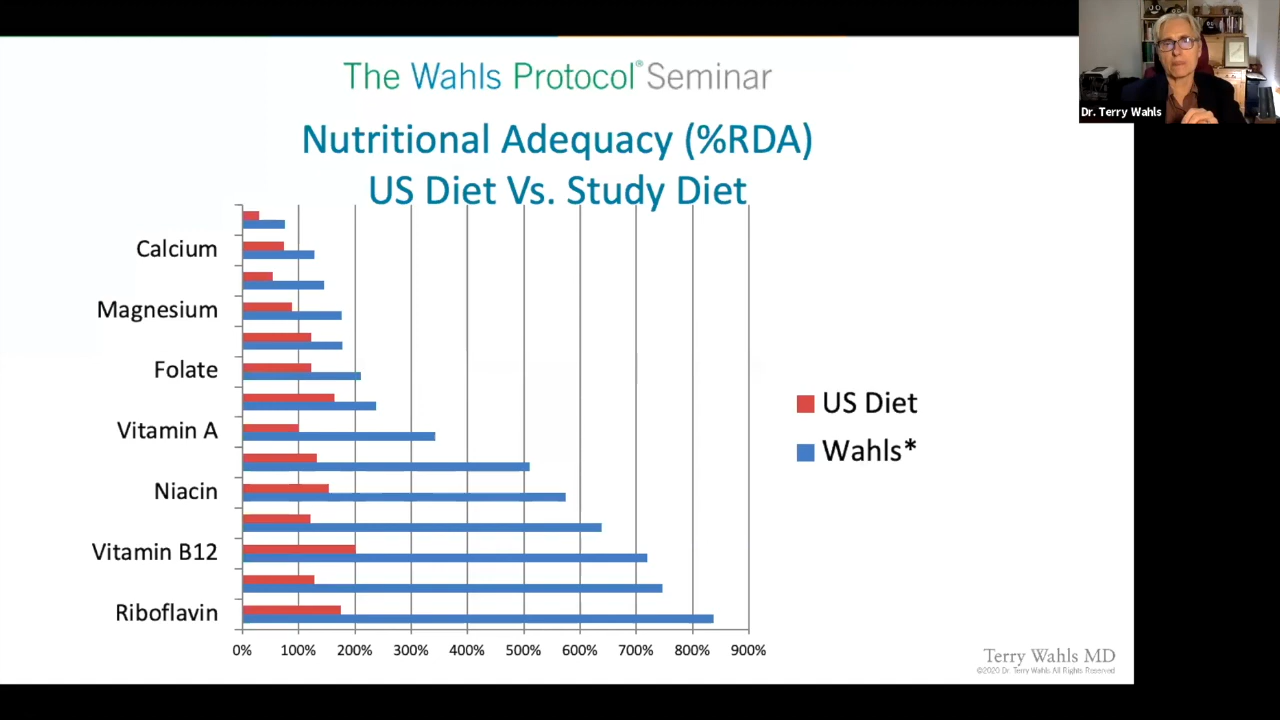 The Wahls Protocol® Seminar
Dr. Terry Wahls
Nutritional Adequacy (%RDA)
US Diet Vs. Study Diet
Calcium
Magnesium
Folate
Vitamin A
Niacin
Vitamin B12
Riboflavin
US Diet
Wahls*
0% 100% 200% 300% 400% 500% 600% 700% 800% 900%
Terry Wahls MD
©2020 Dr. Terry Wahls All Rights Reserved